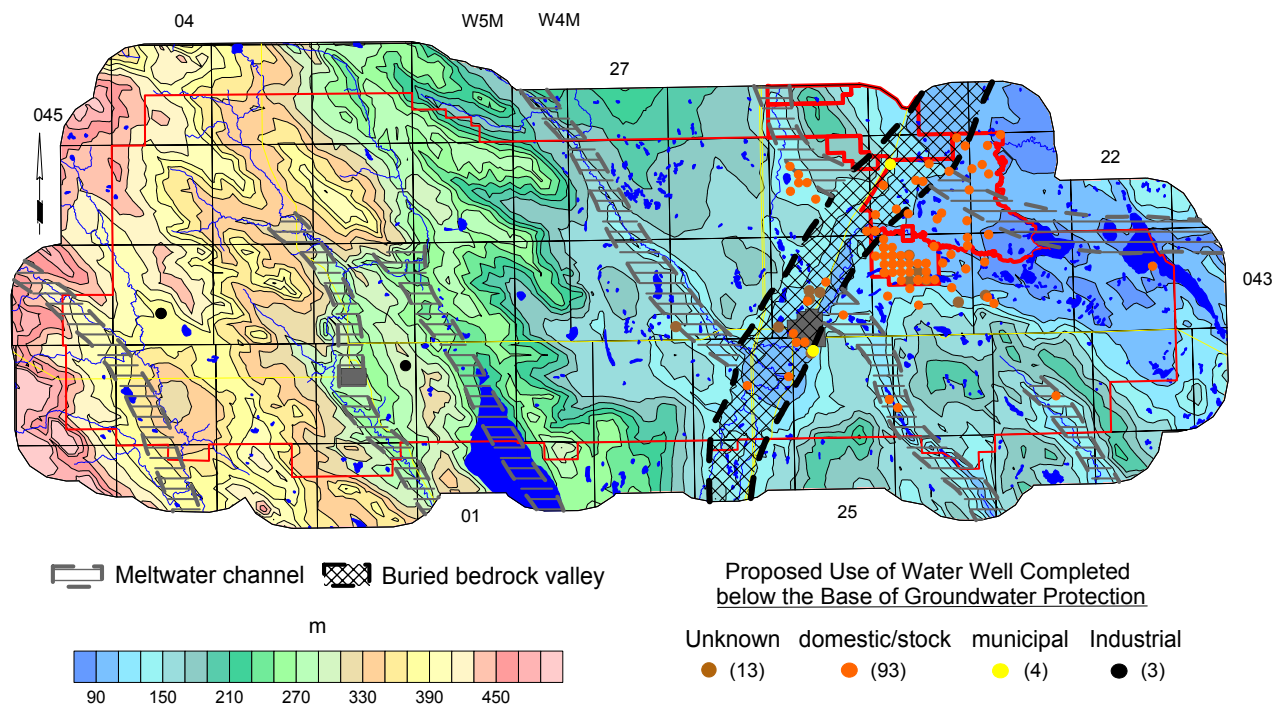 04
W5M W4M
27
045
22
043
01
25
Meltwater channel
Buried bedrock valley
Proposed Use of Water Well Completed
below the Base of Groundwater Protection
Unknown domestic/stock municipal Industrial
(13) (93) (4) (3)
m
90 150 210 270 330 390 450